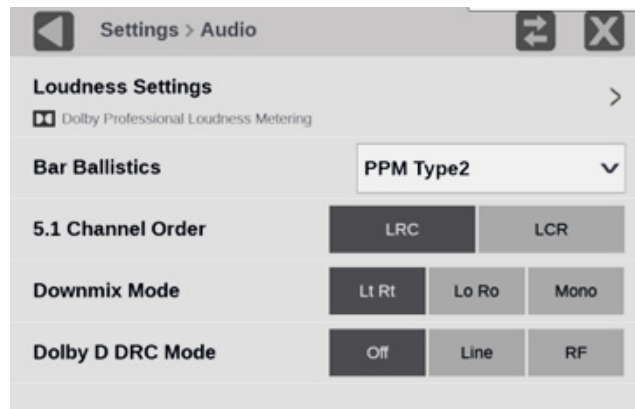 Settings > Audio
Loudness Settings
Dolby Professional Loudness Metering
Bar Ballistics PPM Type2
5.1 Channel Order LRC LCR
Downmix Mode Lt Rt Lo Ro Mono
Dolby D DRC Mode Off Line RF